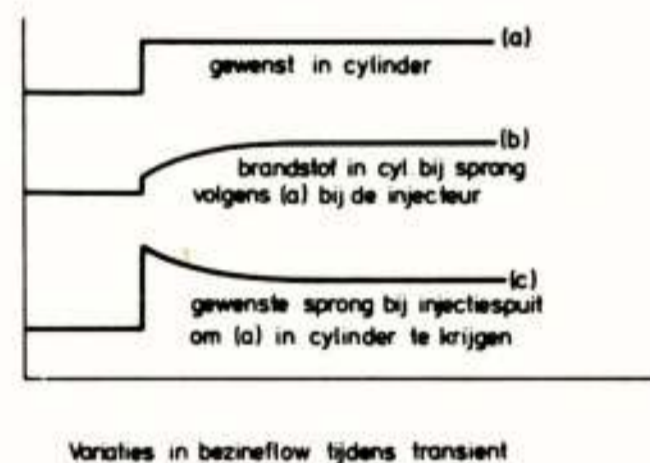 (a)
gewenst in cylinder
(b)
brandstof in cyl bij sprong
volgens (a) bij de injecteur
(c)
gewenste sprong bij injectiespuit
om (a) in cylinder te krijgen
Variaties in bezineflow tijdens transient